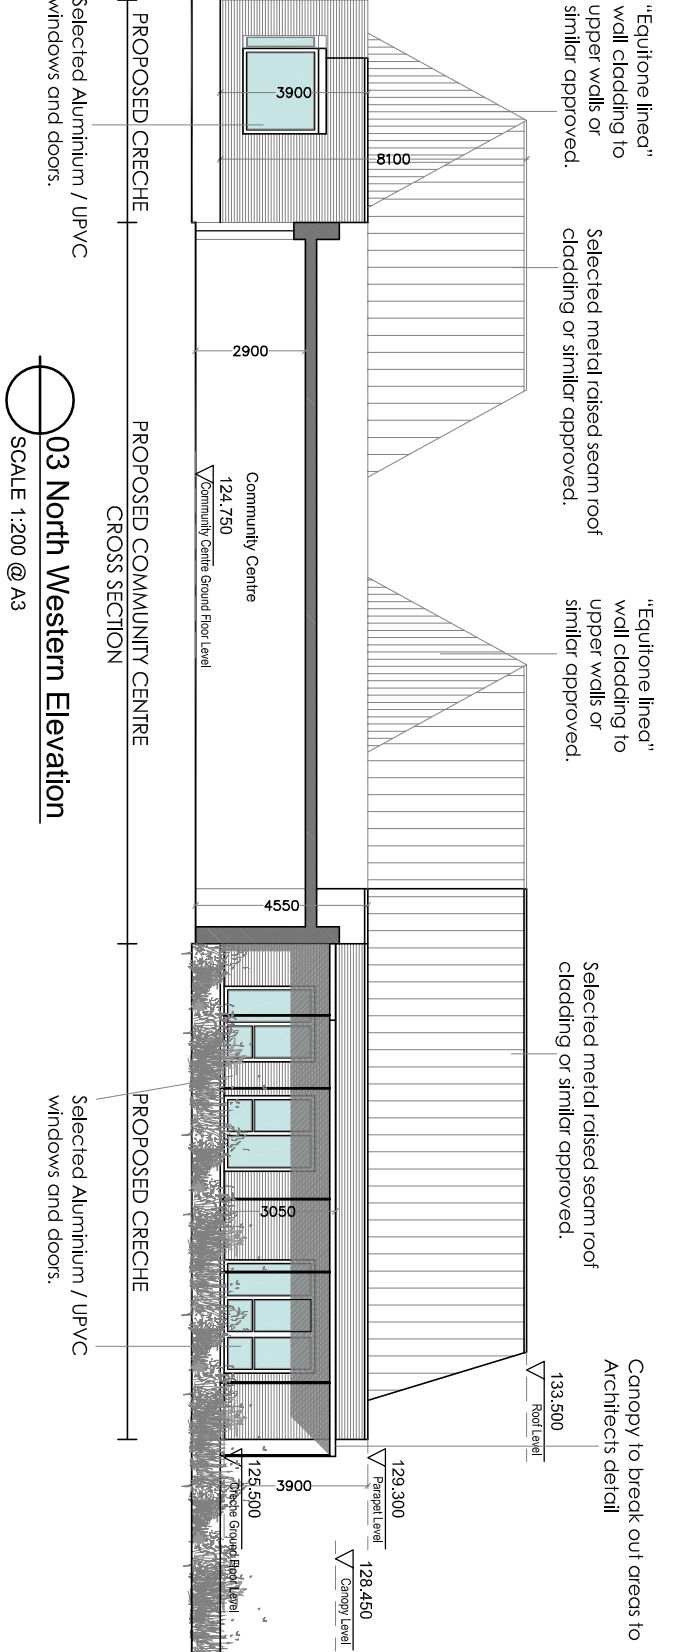 "Equitone linea"
wall cladding to
upper walls or
similar approved.
Selected metal raised seam roof
cladding or similar approved.
"Equitone linea"
wall cladding to
upper walls or
similar approved.
Selected metal raised seam roof
cladding or similar approved.
Canopy to break out areas to
Architects detail
133.500
Roof Level
129.300
Parapet Level
128.450
Canopy Level
125.500
Creche Ground Floor Level
8100
3900
2900
4550
3050
3900
Community Centre
124.750
Community Centre Ground Floor Level
PROPOSED CRECHE
PROPOSED COMMUNITY CENTRE
CROSS SECTION
PROPOSED CRECHE
Selected Aluminium / UPVC
windows and doors.
Selected Aluminium / UPVC
windows and doors.
03 North Western Elevation
SCALE 1:200 @ A3